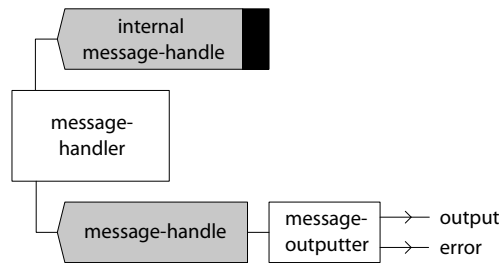 internal
message-handle
message-
handler
message-handle
message-
outputter
output
error